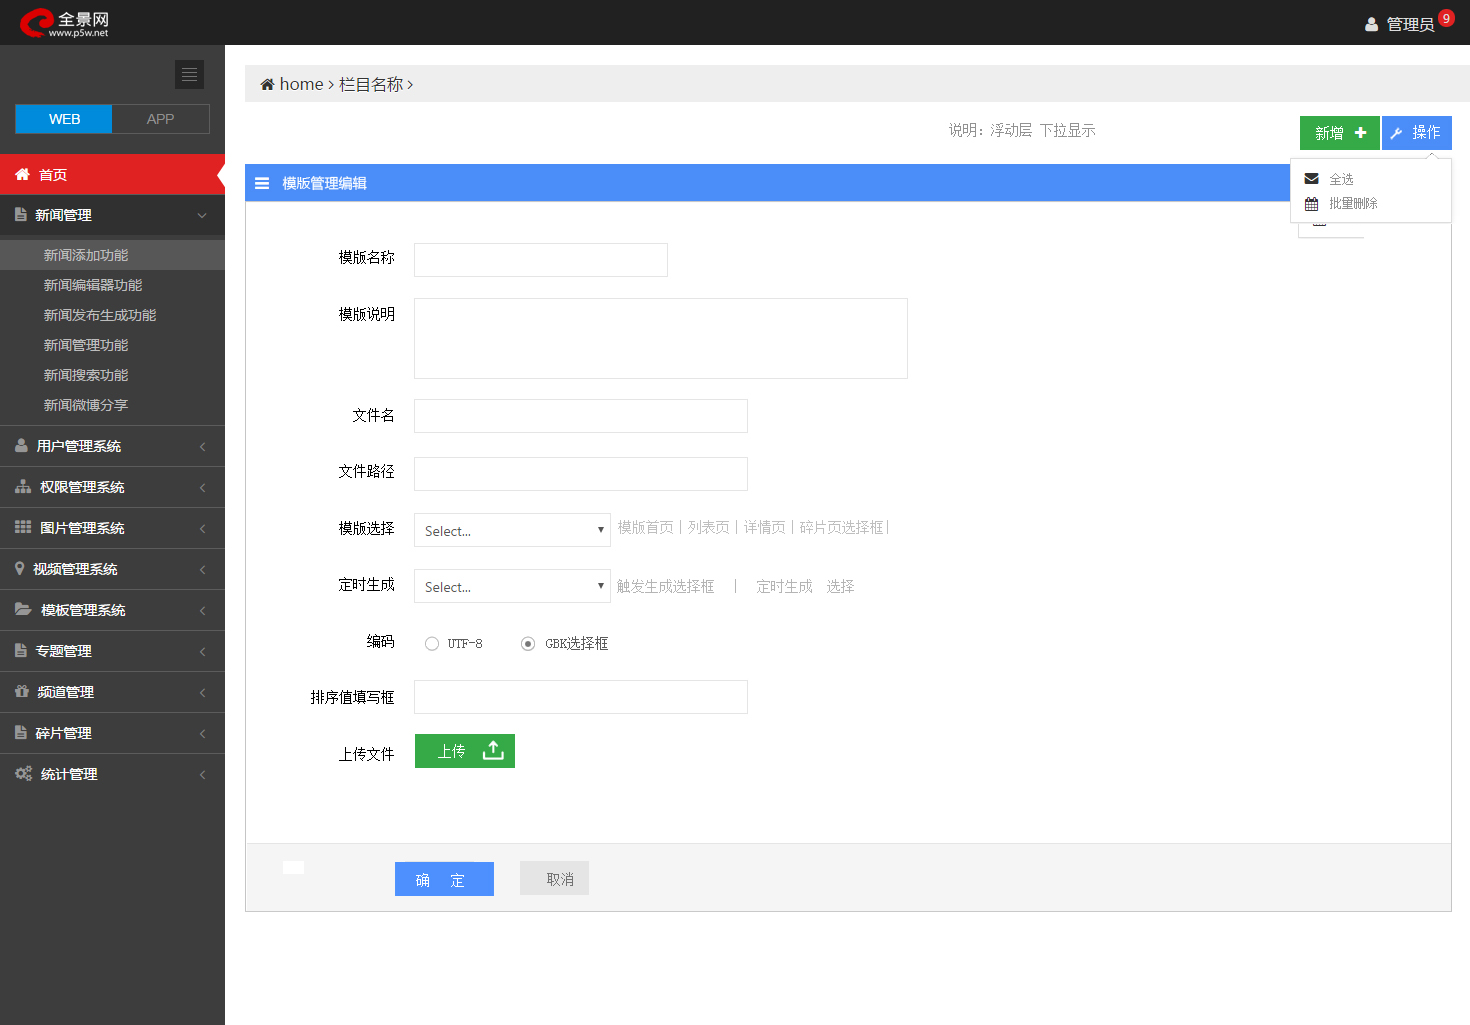 全景网
www.p5w.net
管理员 9
home > 栏目名称 >
WEB APP
说明：浮动层 下拉显示
新增 操作
全选
批量删除
首页
新闻管理
新闻添加功能
新闻编辑器功能
新闻发布生成功能
新闻管理功能
新闻搜索功能
新闻微博分享
用户管理系统
权限管理系统
图片管理系统
视频管理系统
模板管理系统
专题管理
频道管理
碎片管理
统计管理
模版管理编辑
模版名称
模版说明
文件名
文件路径
模版选择 Select... 模版首页 | 列表页 | 详情页 | 碎片页选择框|
定时生成 Select... 触发生成选择框 | 定时生成 选择
编码 UTF-8 GBK选择框
排序值填写框
上传文件 上传
确 定 取消